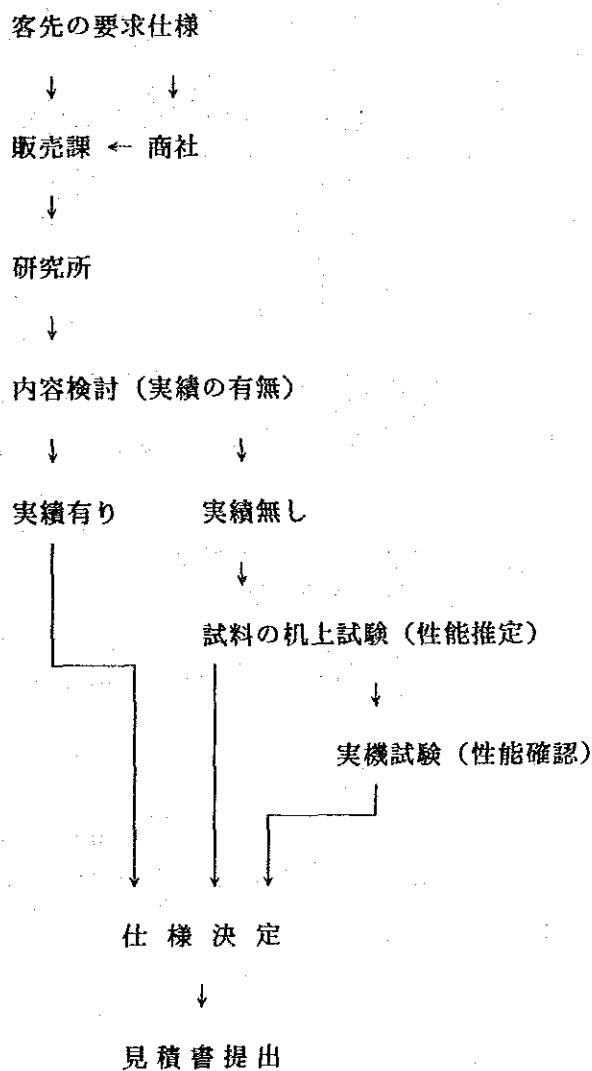 客先の要求仕様
↓ ↓
販売課 ← 商社
↓
研究所
↓
内容検討（実績の有無）
↓ ↓
実績有り 実績無し
↓
試料の机上試験（性能推定）
↓
実機試験（性能確認）
仕様決定
↓
見積書提出